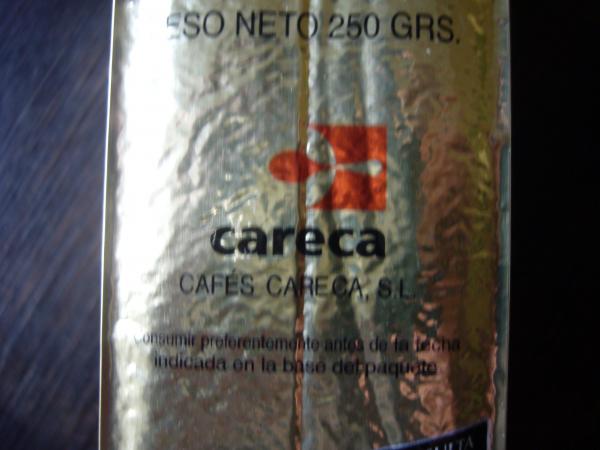 ESO NETO 250 GRS.
careca
CAFÉS CARECA, S.L.
Consumir preferentemente antes de la fecha
indicada en la base del paquete